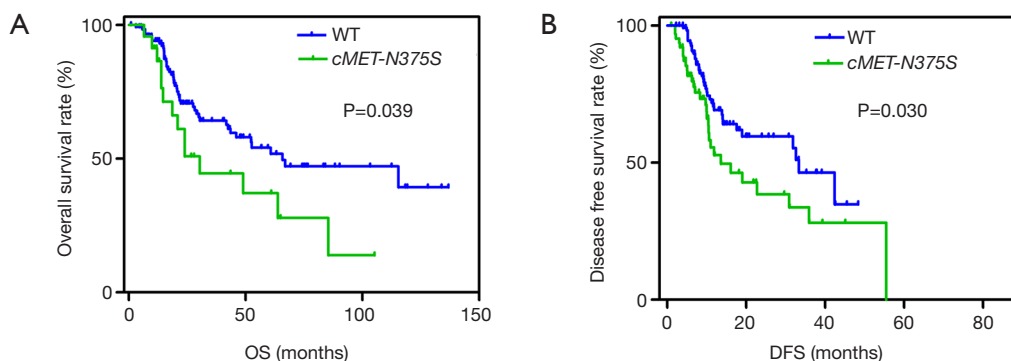 A
Overall survival rate (%)
100
50
0
WT
cMET-N375S
P=0.039
0
50
100
150
OS (months)
B
Disease free survival rate (%)
100
50
0
WT
cMET-N375S
P=0.030
0
20
40
60
80
DFS (months)